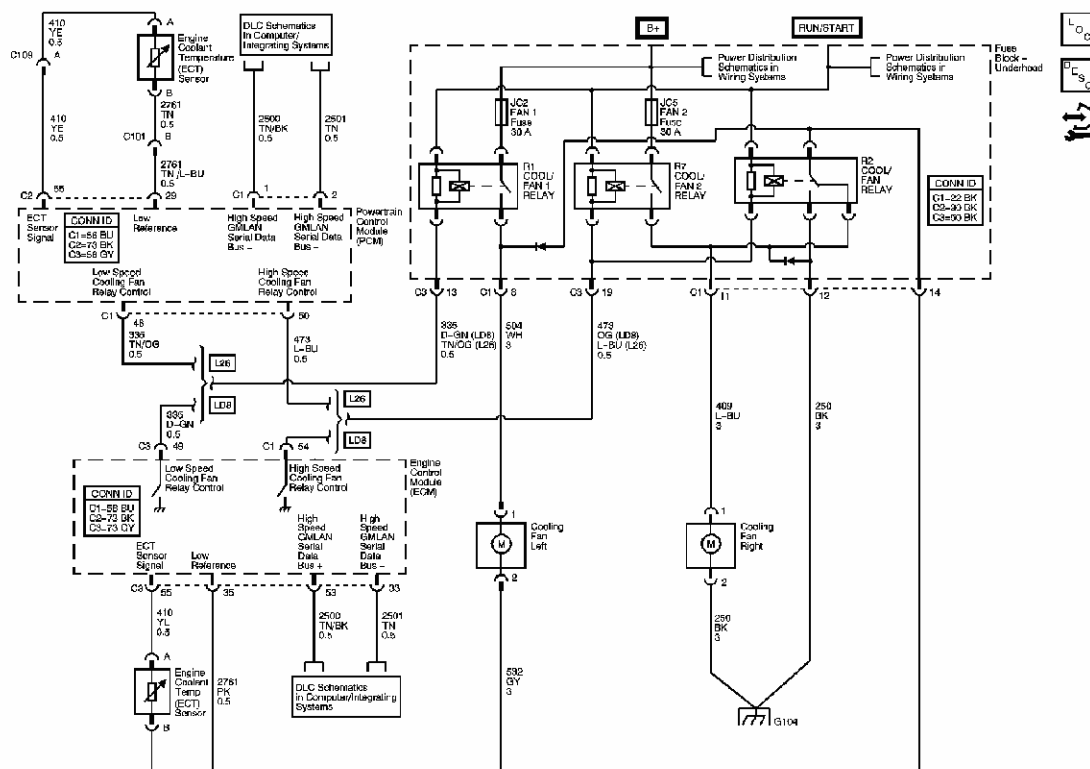 410
YE
0.5
C109
A
A
Engine
Coolant
Temperature
(ECT)
Sensor
B
2761
TN
0.5
C101
B
2761
TN/L-BU
0.5
410
YE
0.5
DLC Schematics
In Computer/
Integrating Systems
2500
TN/BK
0.5
2501
TN
0.5
C2
55
29
C1
1
2
ECT
Sensor
Signal
CONN ID
C1=56 BU
C2=73 BK
C3=56 GY
Low
Reference
High Speed
GMLAN
Serial Data
Bus –
High Speed
GMLAN
Serial Data
Bus –
Powertrain
Control
Module
(PCM)
Low Speed
Cooling Fan
Relay Control
High Speed
Cooling Fan
Relay Control
C1
50
335
TN/OG
0.5
473
L-BU
0.5
L26
LD8
335
D-GN
0.5
L26
LD8
C3
49
C1
54
Low Speed
Cooling Fan
Relay Control
High Speed
Cooling Fan
Relay Control
Engine
Control
Module
(ECM)
CONN ID
C1=58 BU
C2=73 BK
C3=73 GY
ECT
Sensor
Signal
Low
Reference
High
Speed
GMLAN
Serial
Data
Bus +
High
Speed
GMLAN
Serial
Data
Bus –
C3
55
35
53
33
410
YL
0.5
2500
TN/BK
0.5
2501
TN
0.5
A
Engine
Coolant
Temp
(ECT)
Sensor
B
2761
PK
0.5
DLC Schematics
in Computer/Integrating
Systems
B+
RUN/START
Power Distribution
Schematics in
Wiring Systems
Power Distribution
Schematics in
Wiring Systems
Fuse
Block –
Underhood
JC2
FAN 1
Fuse
30 A
JC5
FAN 2
Fuse
30 A
R1
COOL/
FAN 1
RELAY
R7
COOL/
FAN 2
RELAY
R2
COOL/
FAN
RELAY
CONN ID
C1=22 BK
C3=50 BK
C3
13
C1
8
C3
19
C1
11
12
14
335
D-GN (LD8)
TN/OG (L26)
0.5
504
WH
3
473
OG (LD8)
L-BU (L26)
0.5
409
L-BU
3
250
BK
3
1
Cooling
Fan
Left
M
2
1
Cooling
Fan
Right
M
2
250
BK
3
532
GY
3
G104
L
O
C
D
E
S
C